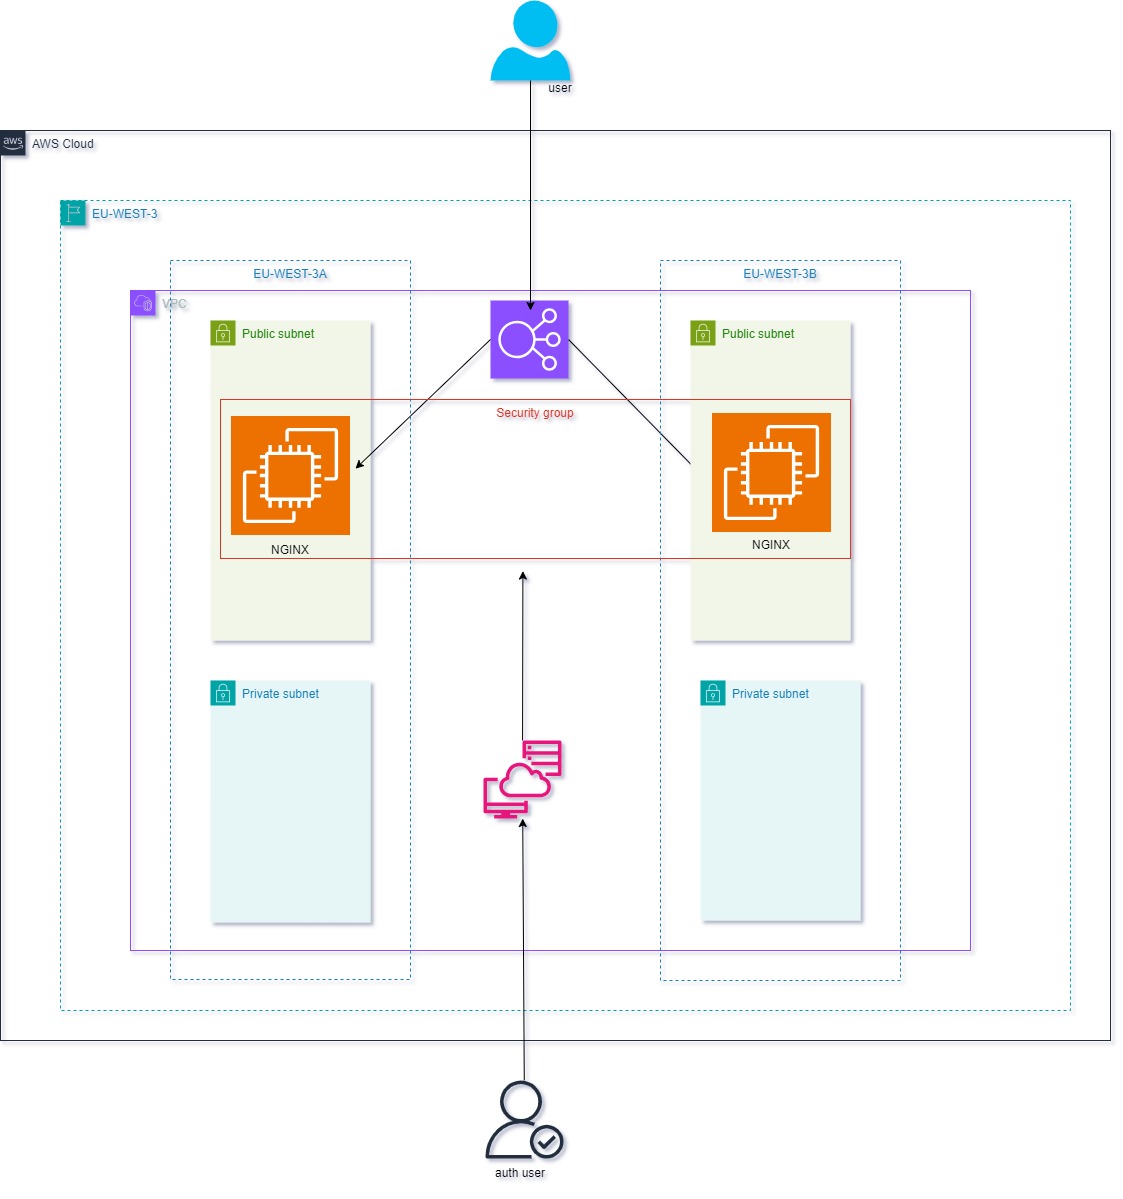 user
aws
AWS Cloud
EU-WEST-3
EU-WEST-3A
EU-WEST-3B
VPC
Public subnet
Public subnet
Security group
NGINX
NGINX
Private subnet
Private subnet
auth user